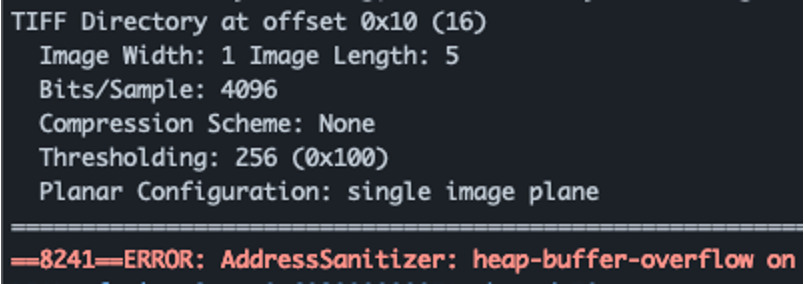 TIFF Directory at offset 0x10 (16)
Image Width: 1 Image Length: 5
Bits/Sample: 4096
Compression Scheme: None
Thresholding: 256 (0x100)
Planar Configuration: single image plane
==8241==ERROR: AddressSanitizer: heap-buffer-overflow on